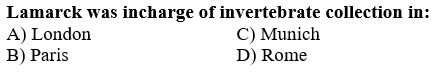 Lamarck was incharge of invertebrate collection in:
A) London C) Munich
B) Paris D) Rome